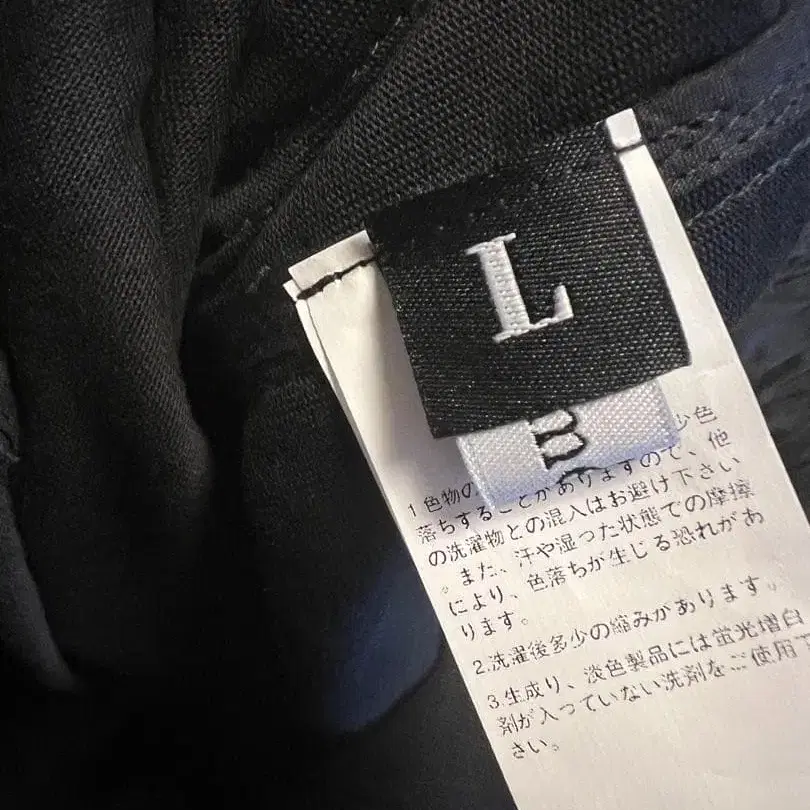 L
1 色物の 少色
落ちすることがありますので、他
の洗濯物との混入はお避け下さい
。また、汗や湿った状態での摩擦
により、色落ちが生じる恐れがあ
ります。
2.洗濯後多少の縮みがあります。
3.生成り、淡色製品には蛍光増白
剤が入っていない洗剤をご使用下
さい。